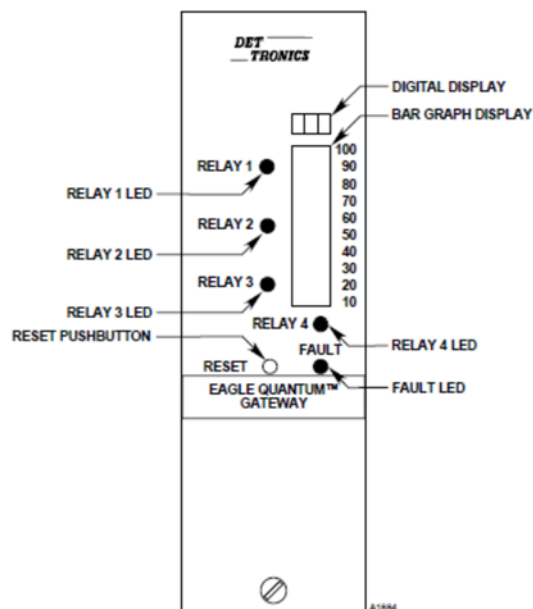 DET
TRONICS
DIGITAL DISPLAY
BAR GRAPH DISPLAY
100
90
80
70
60
50
40
30
20
10
RELAY 1
RELAY 1 LED
RELAY 2
RELAY 2 LED
RELAY 3
RELAY 3 LED
RELAY 4
RELAY 4 LED
RESET PUSHBUTTON
FAULT
RESET
FAULT LED
EAGLE QUANTUM™
GATEWAY